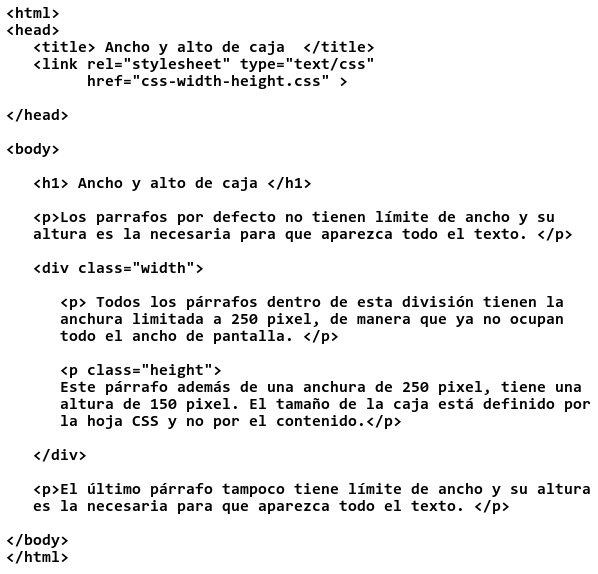 <html>
<head>
<title> Ancho y alto de caja  </title>
<link rel="stylesheet" type="text/css"
href="css-width-height.css" >
</head>
<body>
<h1> Ancho y alto de caja </h1>
<p>Los parrafos por defecto no tienen límite de ancho y su
altura es la necesaria para que aparezca todo el texto. </p>
<div class="width">
<p> Todos los párrafos dentro de esta división tienen la
anchura limitada a 250 pixel, de manera que ya no ocupan
todo el ancho de pantalla. </p>
<p class="height">
Este párrafo además de una anchura de 250 pixel, tiene una
altura de 150 pixel. El tamaño de la caja está definido por
la hoja CSS y no por el contenido.</p>
</div>
<p>El último párrafo tampoco tiene límite de ancho y su altura
es la necesaria para que aparezca todo el texto. </p>
</body>
</html>